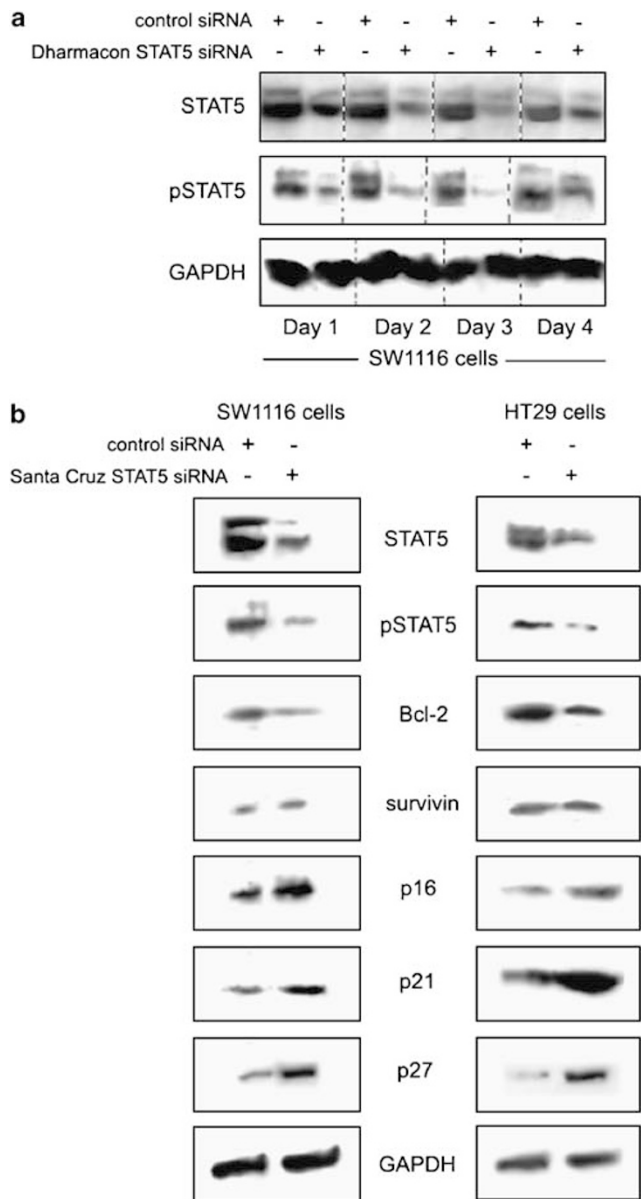 a
control siRNA + - + - + - + -
Dharmacon STAT5 siRNA - + - + - + - +
STAT5
pSTAT5
GAPDH
Day 1 Day 2 Day 3 Day 4
SW1116 cells
b
SW1116 cells HT29 cells
control siRNA + - + -
Santa Cruz STAT5 siRNA - + - +
STAT5
pSTAT5
Bcl-2
survivin
p16
p21
p27
GAPDH